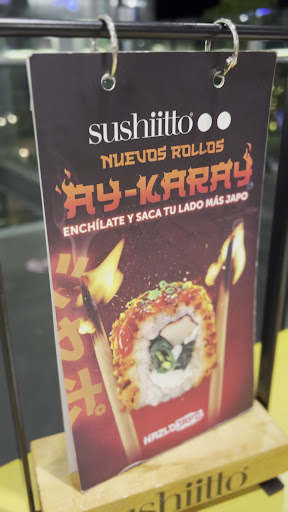 sushiitto
NUEVOS ROLLOS
AY-KARAY
ENCHÍLATE Y SACA TU LADO MÁS JAPO
sushiitto